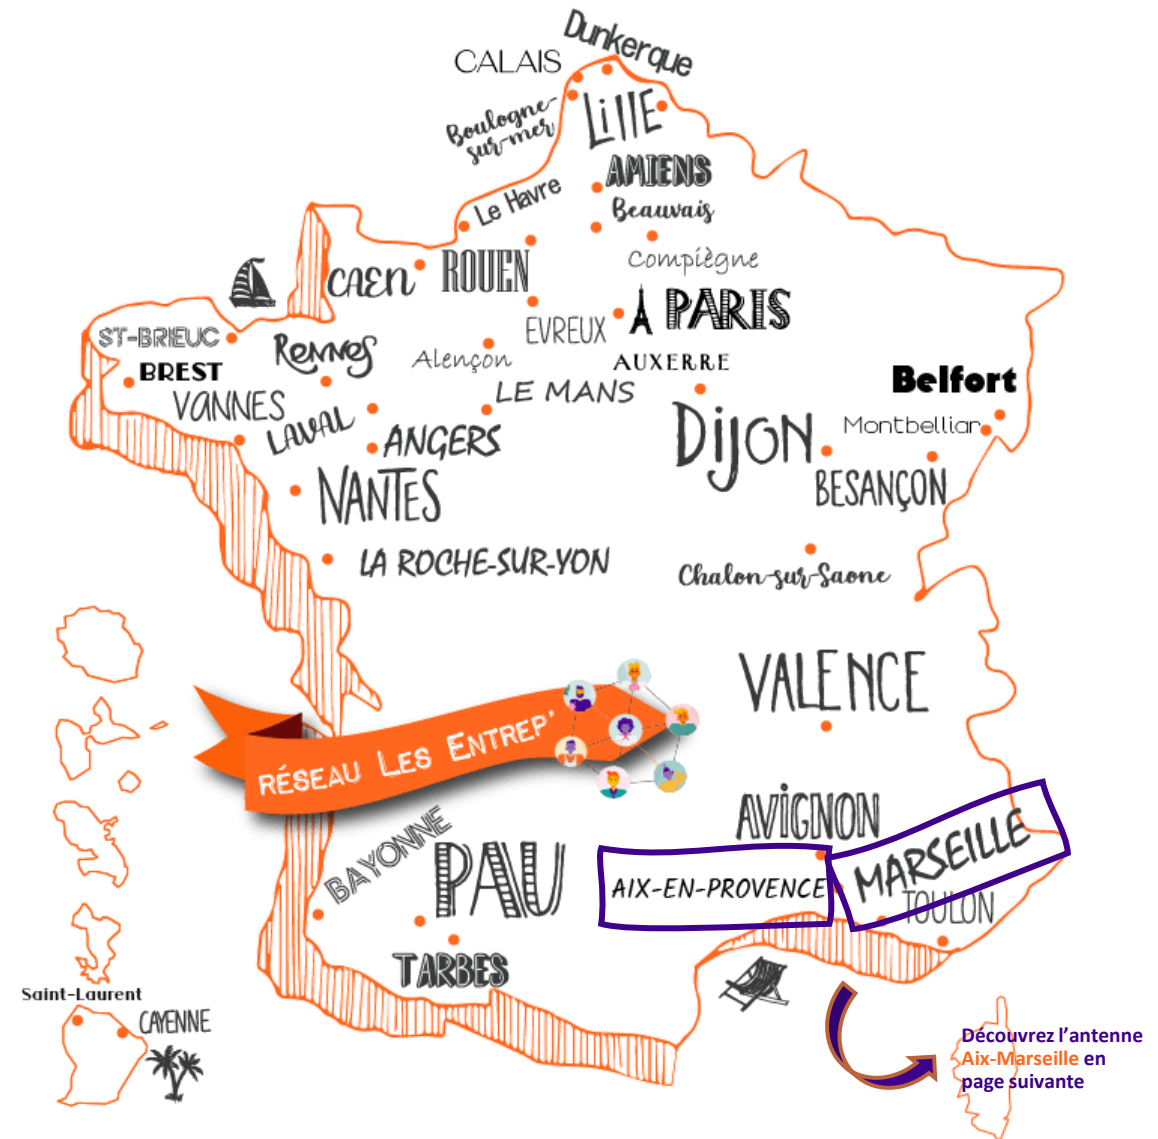 Dunkerque
CALAIS
Boulogne-
sur-mer
LillE
AMIENS
Le Havre
Beauvais
CAEN
ROUEN
Compiègne
PARIS
ST-BRIEUC
EVREUX
RENNES
Alençon
AUXERRE
BREST
Belfort
VANNES
LE MANS
LAVAL
ANGERS
DIJON
Montbelliar
NANTES
BESANÇON
LA ROCHE-SUR-YON
Chalon-sur-Saone
VALENCE
RÉSEAU LES ENTREP'
AViGNON
BAYONNE
PAU
AIX-EN-PROVENCE
MARSEILLE
TOULON
TARBES
Saint-Laurent
CAYENNE
Découvrez l'antenne
Aix-Marseille en
page suivante